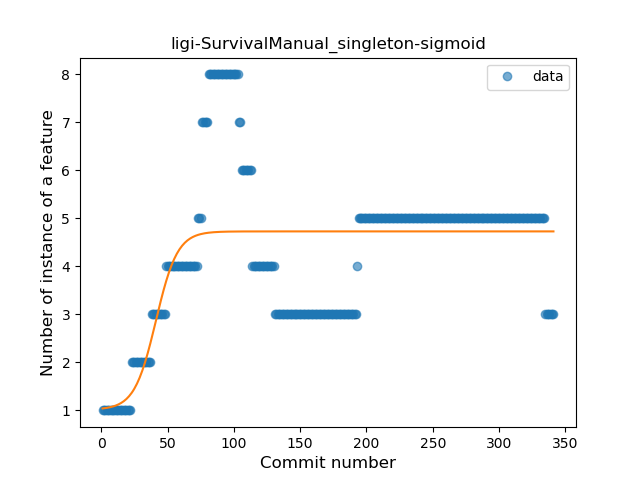 ligi-SurvivalManual_singleton-sigmoid
data
Number of instance of a feature
8
7
6
5
4
3
2
1
0 50 100 150 200 250 300 350
Commit number